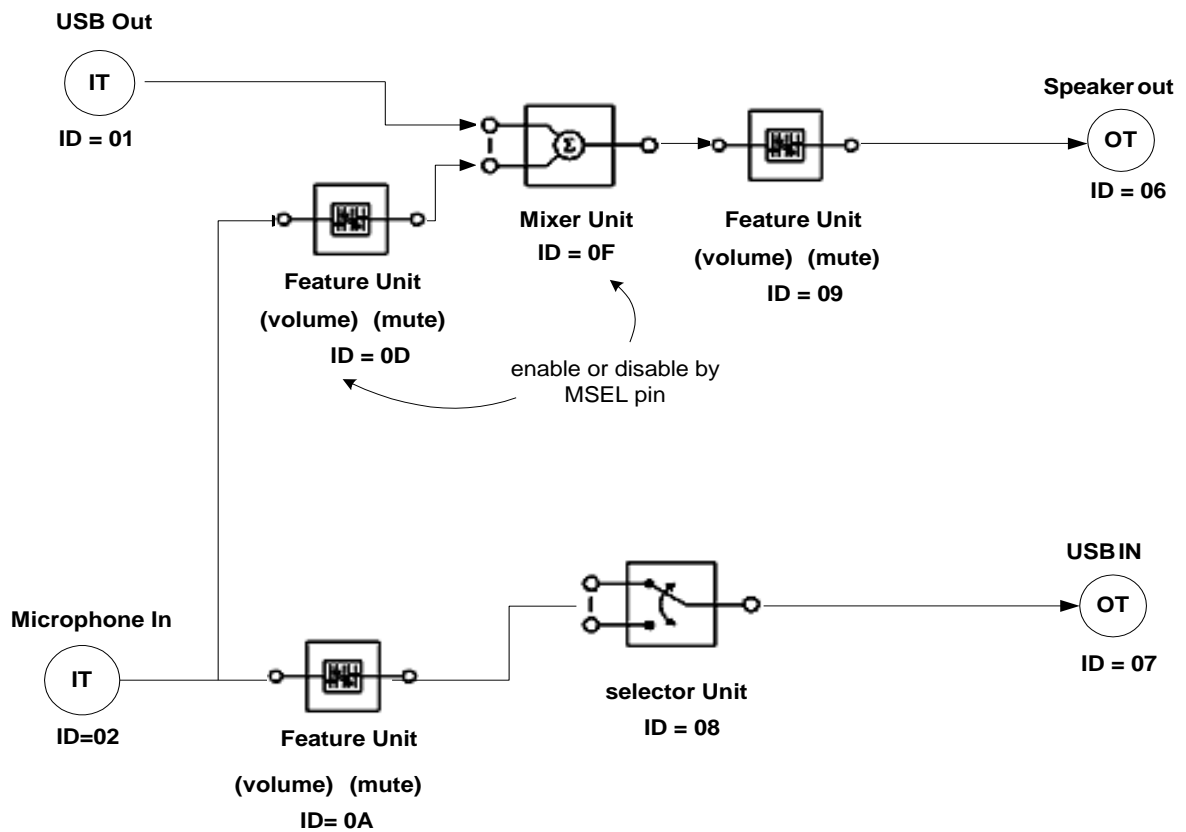 USB Out
IT
ID = 01
Σ
Mixer Unit
ID = 0F
Feature Unit
(volume) (mute)
ID = 09
Speaker out
OT
ID = 06
Feature Unit
(volume) (mute)
ID = 0D
enable or disable by
MSEL pin
Microphone In
IT
ID=02
Feature Unit
(volume) (mute)
ID= 0A
selector Unit
ID = 08
USB IN
OT
ID = 07